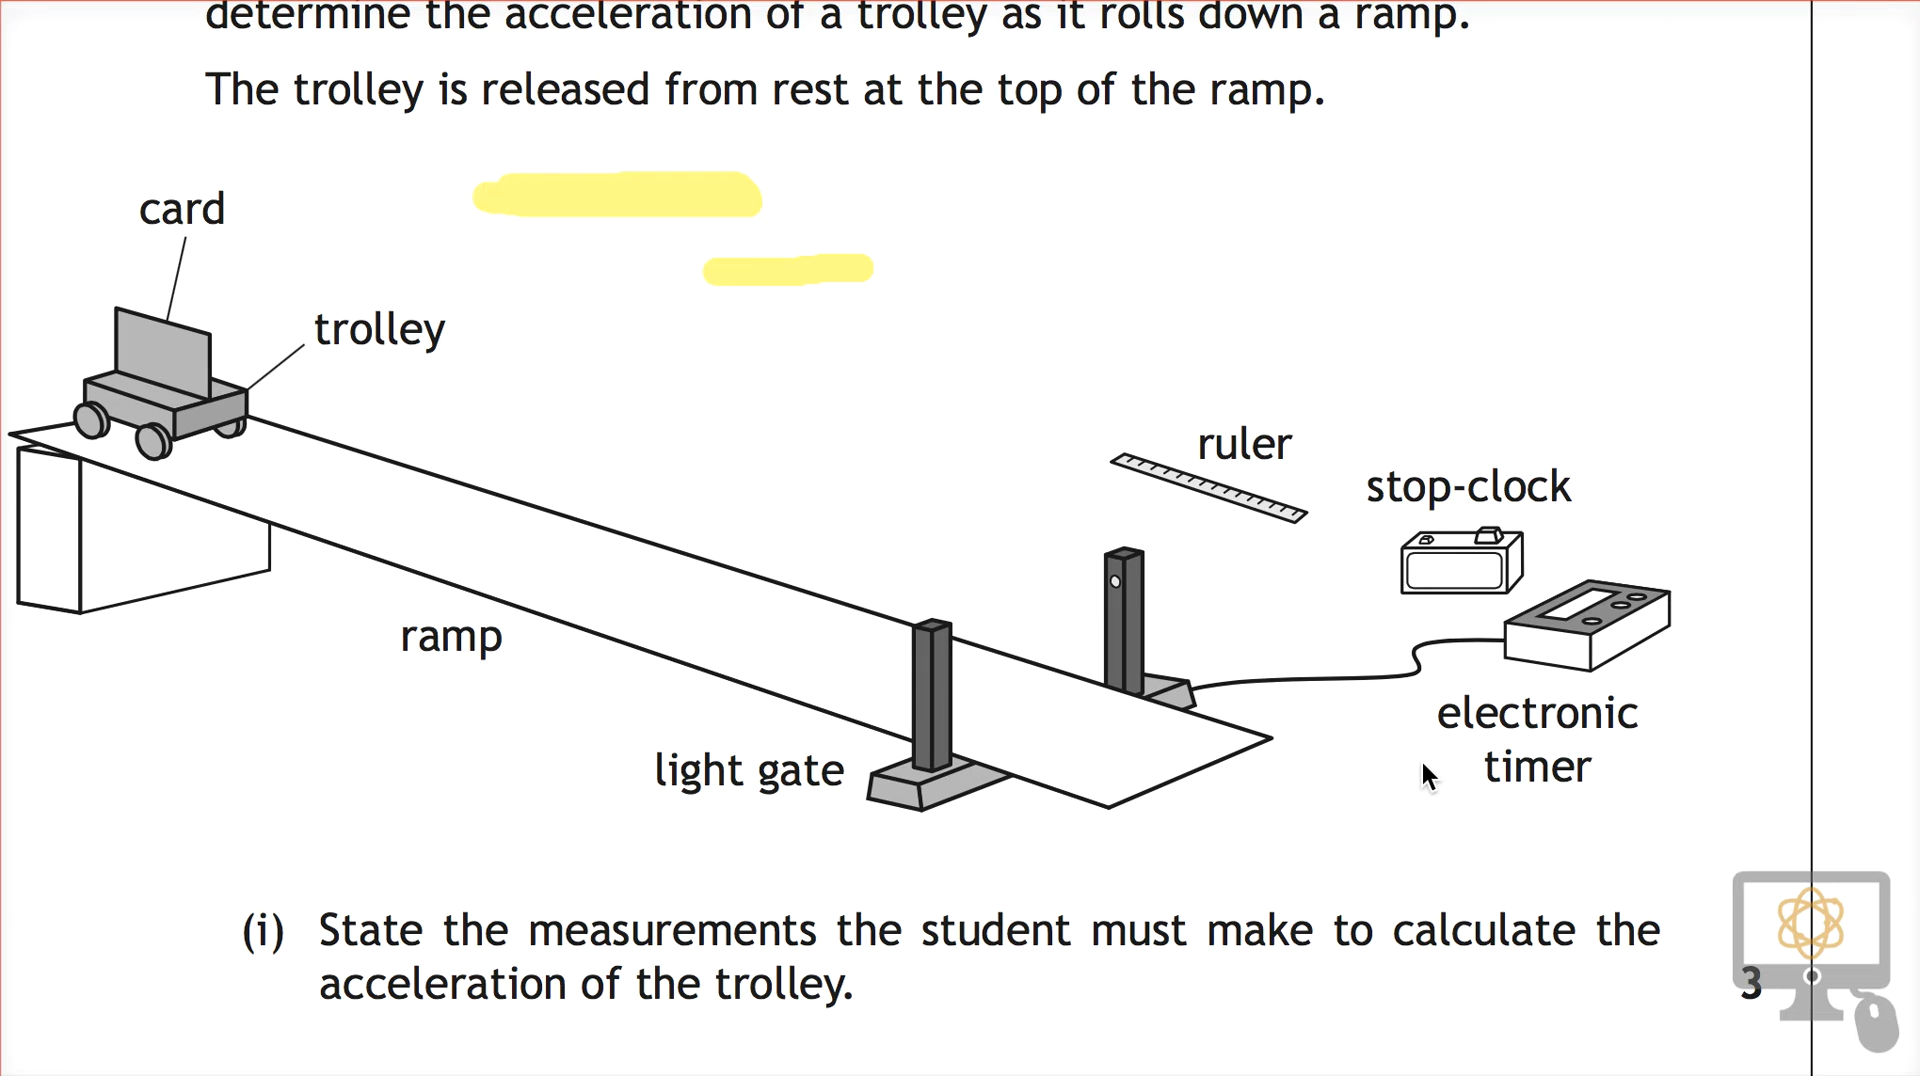 determine the acceleration of a trolley as it rolls down a ramp.
The trolley is released from rest at the top of the ramp.
card
trolley
ruler
stop-clock
ramp
electronic
timer
light gate
(i) State the measurements the student must make to calculate the
acceleration of the trolley.
3